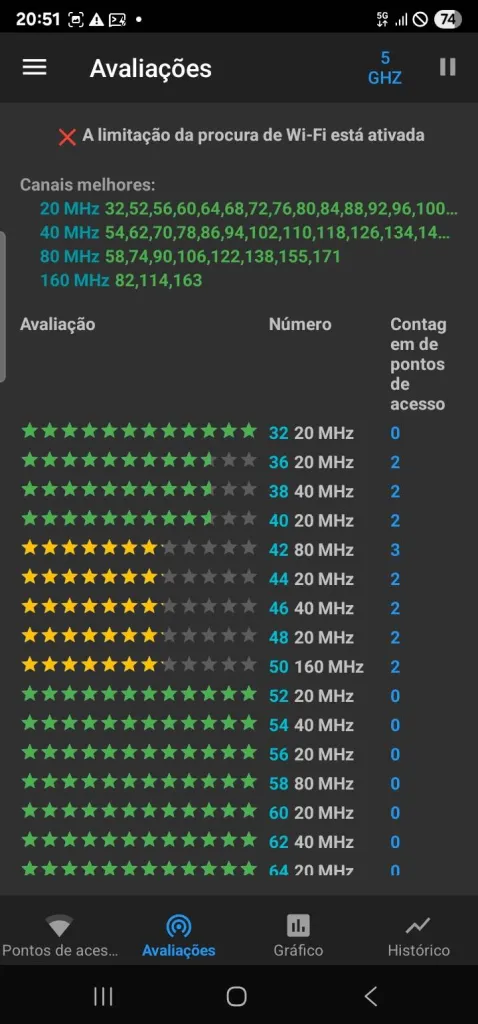 20:51 5G 74
Avaliações
5
GHZ
A limitação da procura de Wi-Fi está ativada
Canais melhores:
20 MHz 32,52,56,60,64,68,72,76,80,84,88,92,96,100…
40 MHz 54,62,70,78,86,94,102,110,118,126,134,14…
80 MHz 58,74,90,106,122,138,155,171
160 MHz 82,114,163
Avaliação Número Contag
em de
pontos
de
acesso
32 20 MHz 0
36 20 MHz 2
38 40 MHz 2
40 20 MHz 2
42 80 MHz 3
44 20 MHz 2
46 40 MHz 2
48 20 MHz 2
50 160 MHz 2
52 20 MHz 0
54 40 MHz 0
56 20 MHz 0
58 80 MHz 0
60 20 MHz 0
62 40 MHz 0
64 20 MHz 0
Pontos de aces… Avaliações Gráfico Histórico